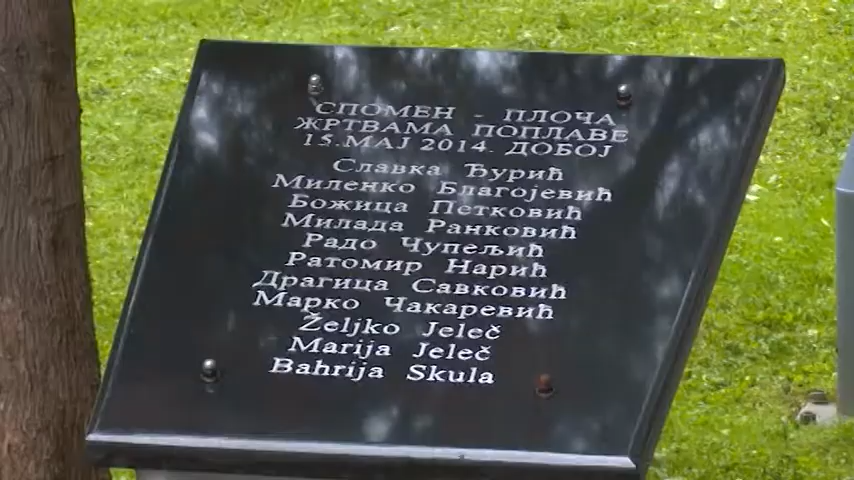 СПОМЕН - ПЛОЧА
ЖРТВАМА ПОПЛАВЕ
15.МАЈ 2014. ДОБОЈ
Славка Ђурић
Миленко Благојевић
Божица Петковић
Милада Ранковић
Радо Чупељић
Ратомир Нарић
Драгица Савковић
Марко Чакаревић
Željko Jeleč
Marija Jeleč
Bahrija Skula